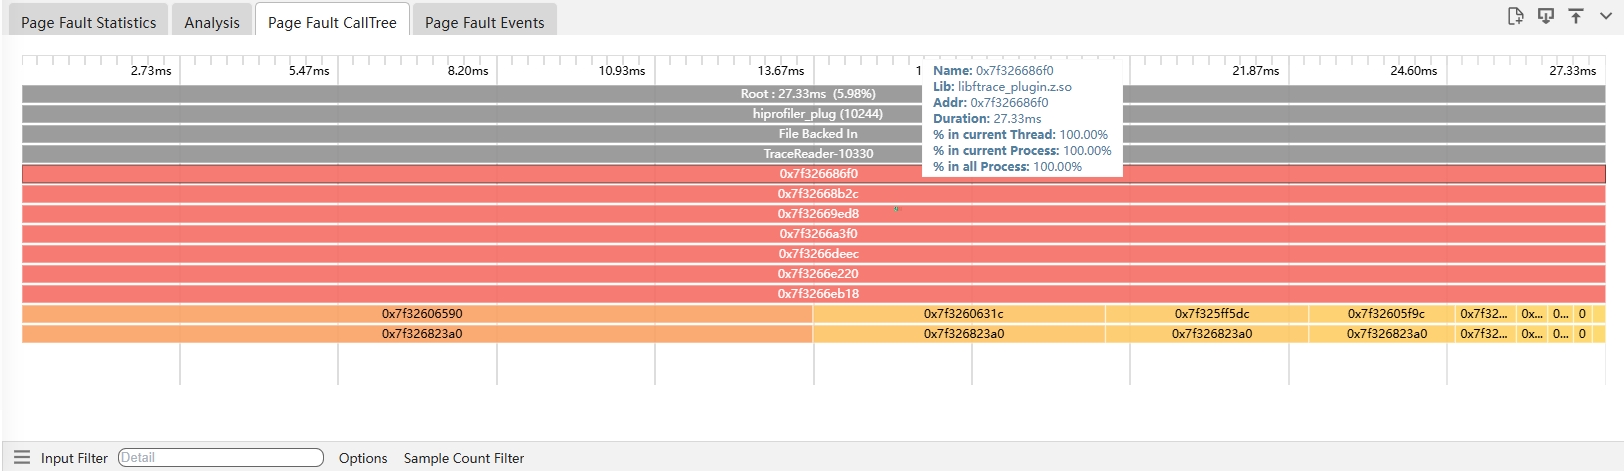 Page Fault Statistics Analysis Page Fault CallTree Page Fault Events
2.73ms 5.47ms 8.20ms 10.93ms 13.67ms 1 21.87ms 24.60ms 27.33ms
Name: 0x7f326686f0
Lib: libftrace_plugin.z.so
Addr: 0x7f326686f0
Duration: 27.33ms
% in current Thread: 100.00%
% in current Process: 100.00%
% in all Process: 100.00%
Root : 27.33ms (5.98%)
hiprofiler_plug (10244)
File Backed In
TraceReader-10330
0x7f326686f0
0x7f32668b2c
0x7f32669ed8
0x7f3266a3f0
0x7f3266deec
0x7f3266e220
0x7f3266eb18
0x7f32606590 0x7f3260631c 0x7f325ff5dc 0x7f32605f9c 0x7f32... 0x... 0... 0
0x7f326823a0 0x7f326823a0 0x7f326823a0 0x7f326823a0 0x7f32... 0x... 0... 0
Input Filter Detail Options Sample Count Filter